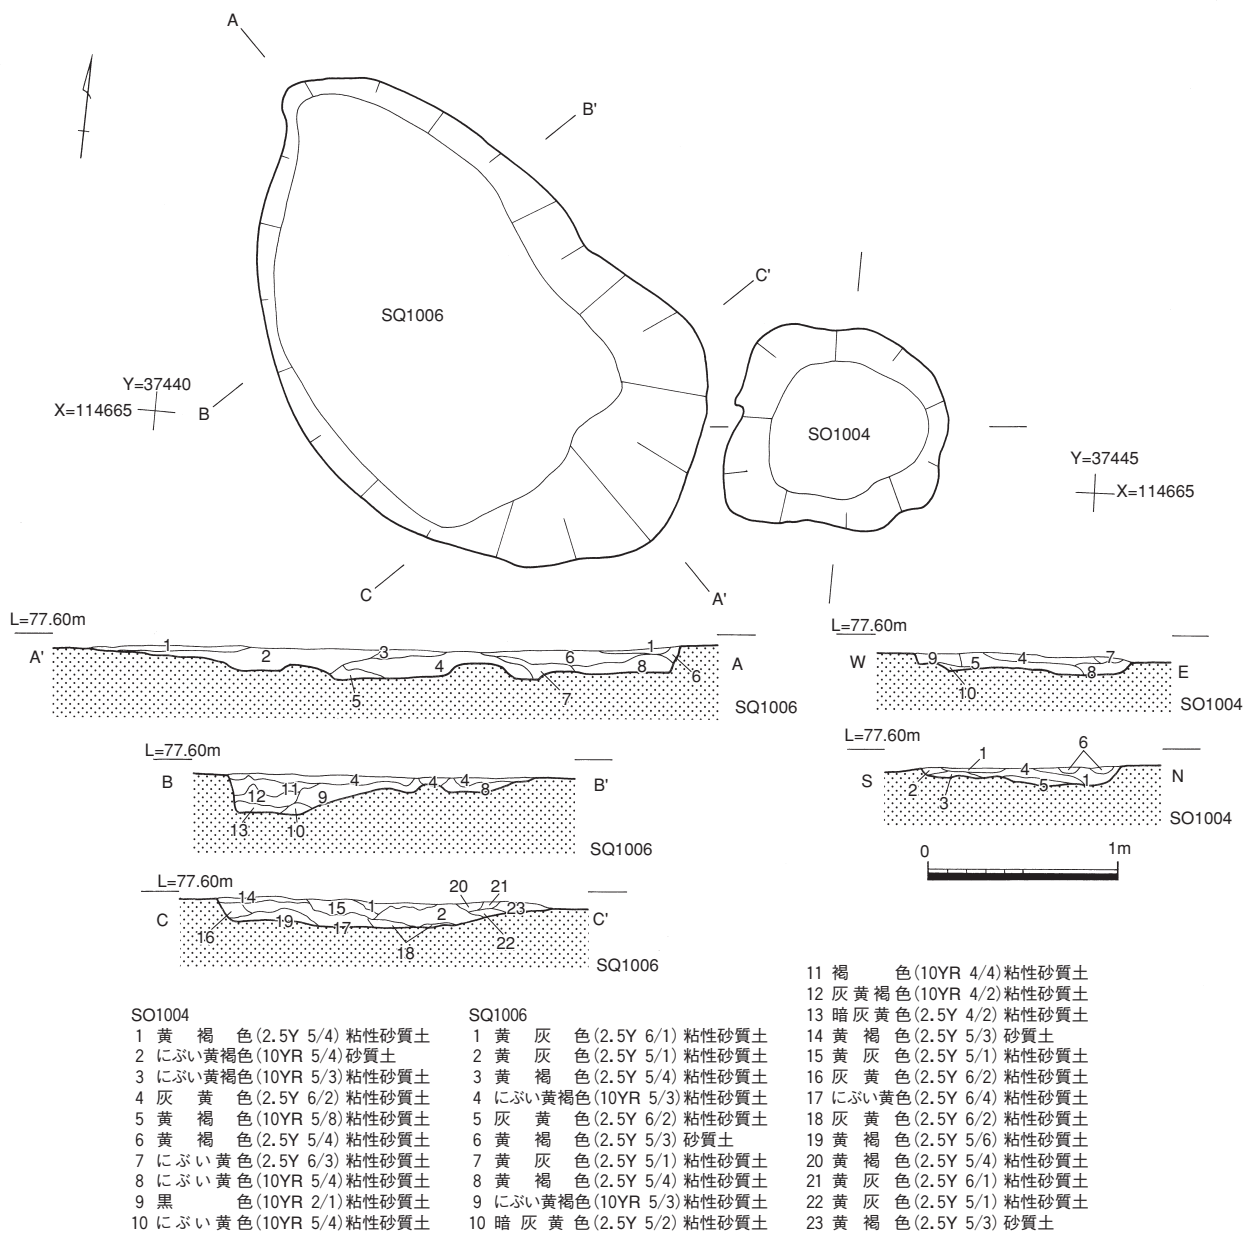 A
B'
C'
SQ1006
Y=37440
X=114665
B
SO1004
Y=37445
X=114665
C
A'
L=77.60m
A'
1
2
3
4
5
6
7
8
1
6
A
SQ1006
L=77.60m
W
9
5
4
7
8
10
E
SO1004
L=77.60m
B
12
11
9
4
4
4
8
13
10
B'
SQ1006
L=77.60m
S
1
4
6
2
3
5
1
N
SO1004
0
1m
L=77.60m
C
14
15
1
2
20
21
23
16
19
17
18
22
C'
SQ1006
SO1004
1 黄褐色(2.5Y 5/4)粘性砂質土
2 にぶい黄褐色(10YR 5/4)砂質土
3 にぶい黄褐色(10YR 5/3)粘性砂質土
4 灰黄色(2.5Y 6/2)粘性砂質土
5 黄褐色(10YR 5/8)粘性砂質土
6 黄褐色(2.5Y 5/4)粘性砂質土
7 にぶい黄色(2.5Y 6/3)粘性砂質土
8 にぶい黄色(10YR 5/4)粘性砂質土
9 黒色(10YR 2/1)粘性砂質土
10 にぶい黄色(10YR 5/4)粘性砂質土
SQ1006
1 黄灰色(2.5Y 6/1)粘性砂質土
2 黄灰色(2.5Y 5/1)粘性砂質土
3 黄褐色(2.5Y 5/4)粘性砂質土
4 にぶい黄褐色(10YR 5/3)粘性砂質土
5 灰黄色(2.5Y 6/2)粘性砂質土
6 黄褐色(2.5Y 5/3)砂質土
7 黄灰色(2.5Y 5/1)粘性砂質土
8 黄褐色(2.5Y 5/4)粘性砂質土
9 にぶい黄褐色(10YR 5/3)粘性砂質土
10 暗灰黄色(2.5Y 5/2)粘性砂質土
11 褐色(10YR 4/4)粘性砂質土
12 灰黄褐色(10YR 4/2)粘性砂質土
13 暗灰黄色(2.5Y 4/2)粘性砂質土
14 黄褐色(2.5Y 5/3)砂質土
15 黄灰色(2.5Y 5/1)粘性砂質土
16 灰黄色(2.5Y 6/2)粘性砂質土
17 にぶい黄色(2.5Y 6/4)粘性砂質土
18 灰黄色(2.5Y 6/2)粘性砂質土
19 黄褐色(2.5Y 5/6)粘性砂質土
20 黄褐色(2.5Y 5/4)粘性砂質土
21 黄灰色(2.5Y 6/1)粘性砂質土
22 黄灰色(2.5Y 5/1)粘性砂質土
23 黄褐色(2.5Y 5/3)砂質土